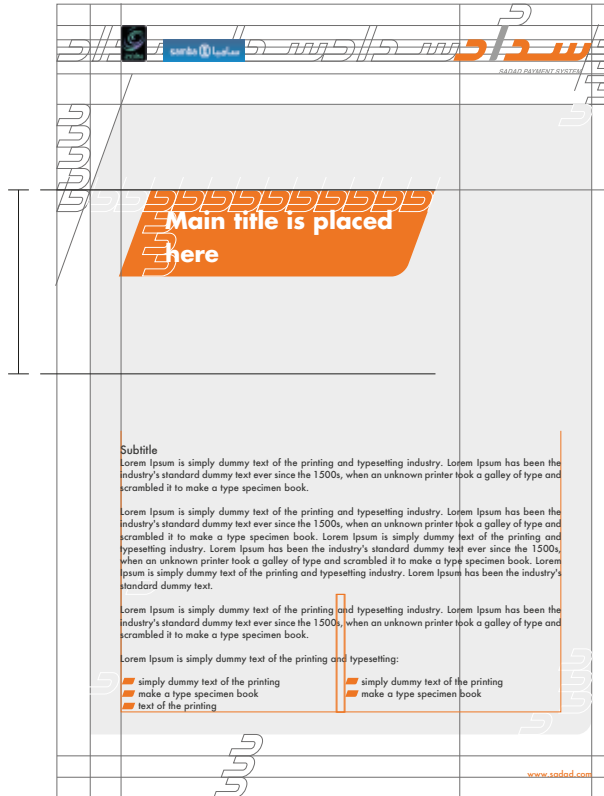 سداد
samba سامبا
SADAD PAYMENT SYSTEM
Main title is placed
here
Subtitle
Lorem Ipsum is simply dummy text of the printing and typesetting industry. Lorem Ipsum has been the
industry's standard dummy text ever since the 1500s, when an unknown printer took a galley of type and
scrambled it to make a type specimen book.
Lorem Ipsum is simply dummy text of the printing and typesetting industry. Lorem Ipsum has been the
industry's standard dummy text ever since the 1500s, when an unknown printer took a galley of type and
scrambled it to make a type specimen book. Lorem Ipsum is simply dummy text of the printing and
typesetting industry. Lorem Ipsum has been the industry's standard dummy text ever since the 1500s,
when an unknown printer took a galley of type and scrambled it to make a type specimen book. Lorem
Ipsum is simply dummy text of the printing and typesetting industry. Lorem Ipsum has been the industry's
standard dummy text.
Lorem Ipsum is simply dummy text of the printing and typesetting industry. Lorem Ipsum has been the
industry's standard dummy text ever since the 1500s, when an unknown printer took a galley of type and
scrambled it to make a type specimen book.
Lorem Ipsum is simply dummy text of the printing and typesetting:
simply dummy text of the printing
make a type specimen book
text of the printing
simply dummy text of the printing
make a type specimen book
www.sadad.com